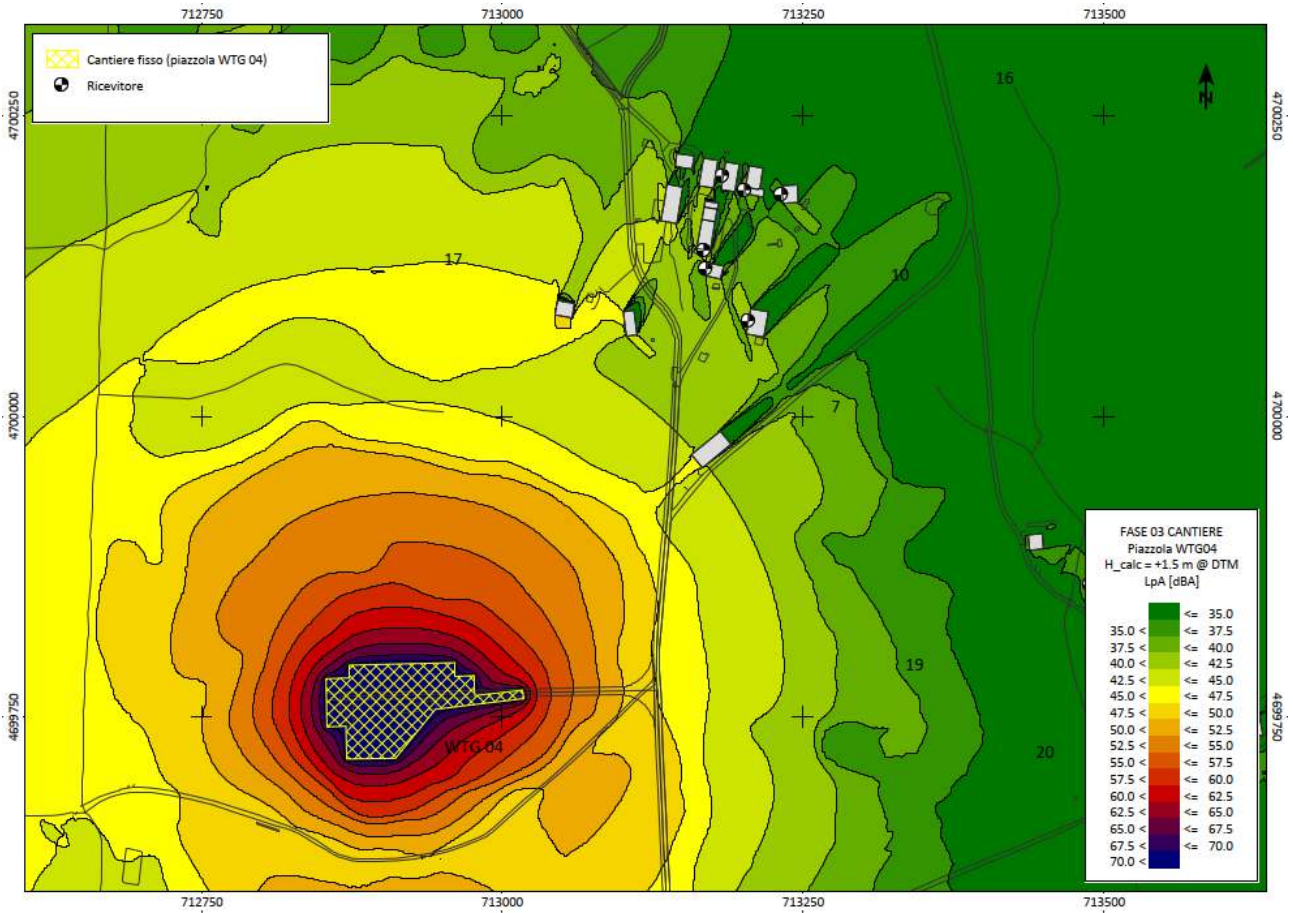 712750 713000 713250 713500
Cantiere fisso (piazzola WTG 04)
Ricevitore
16
N
4700250 4700250
17
10
4700000 4700000
7
FASE 03 CANTIERE
Piazzola WTG04
H_calc = +1.5 m @ DTM
LpA [dBA]
<= 35.0
35.0 < <= 37.5
37.5 < <= 40.0
40.0 < <= 42.5
42.5 < <= 45.0
45.0 < <= 47.5
47.5 < <= 50.0
50.0 < <= 52.5
52.5 < <= 55.0
55.0 < <= 57.5
57.5 < <= 60.0
60.0 < <= 62.5
62.5 < <= 65.0
65.0 < <= 67.5
67.5 < <= 70.0
70.0 <
19
4699750 4699750
WTG 04
20
712750 713000 713250 713500